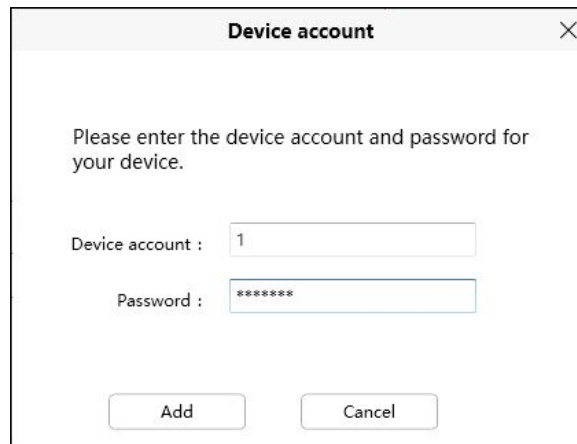 Device account
Please enter the device account and password for
your device.
Device account : 1
Password : *******
Add Cancel